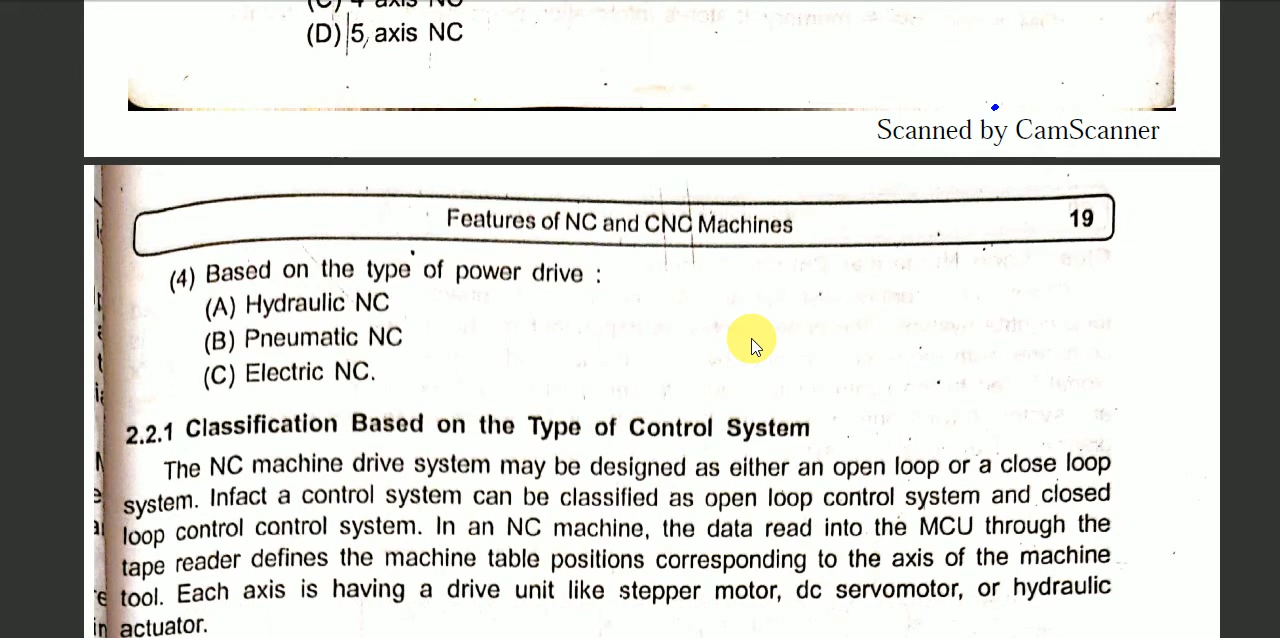 (C) 4 axis NC
(D) 5, axis NC
Scanned by CamScanner
Features of NC and CNC Machines 19
(4) Based on the type of power drive :
(A) Hydraulic NC
(B) Pneumatic NC
(C) Electric NC.
2.2.1 Classification Based on the Type of Control System
The NC machine drive system may be designed as either an open loop or a close loop
system. Infact a control system can be classified as open loop control system and closed
loop control control system. In an NC machine, the data read into the MCU through the
tape reader defines the machine table positions corresponding to the axis of the machine
tool. Each axis is having a drive unit like stepper motor, dc servomotor, or hydraulic
actuator.